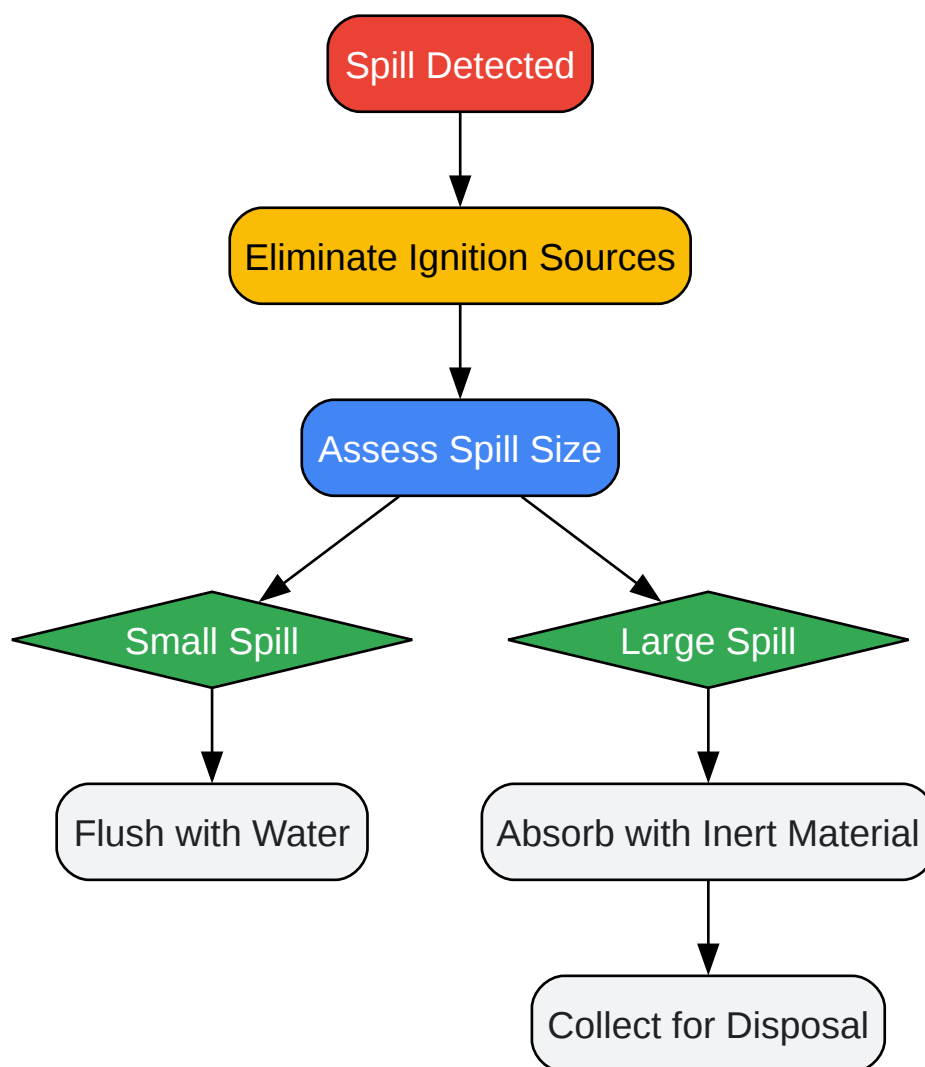 Spill Detected
Eliminate Ignition Sources
Assess Spill Size
Small Spill
Large Spill
Flush with Water
Absorb with Inert Material
Collect for Disposal